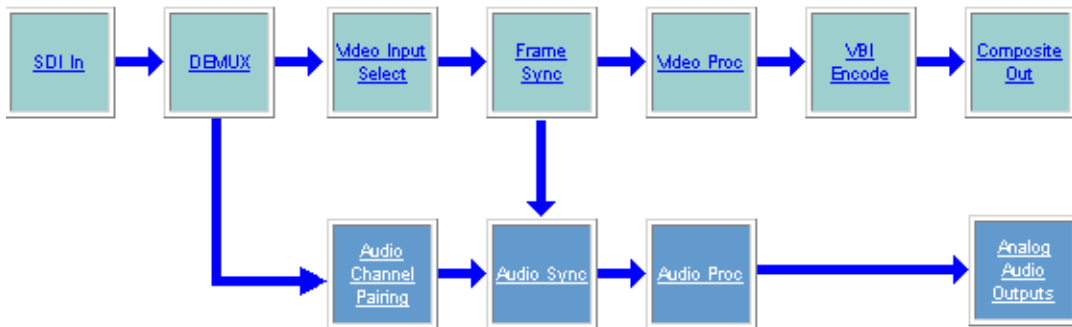 SDI In
DEMUX
Video Input
Select
Frame
Sync
Video Proc
VBI
Encode
Composite
Out
Audio
Channel
Pairing
Audio Sync
Audio Proc
Analog
Audio
Outputs